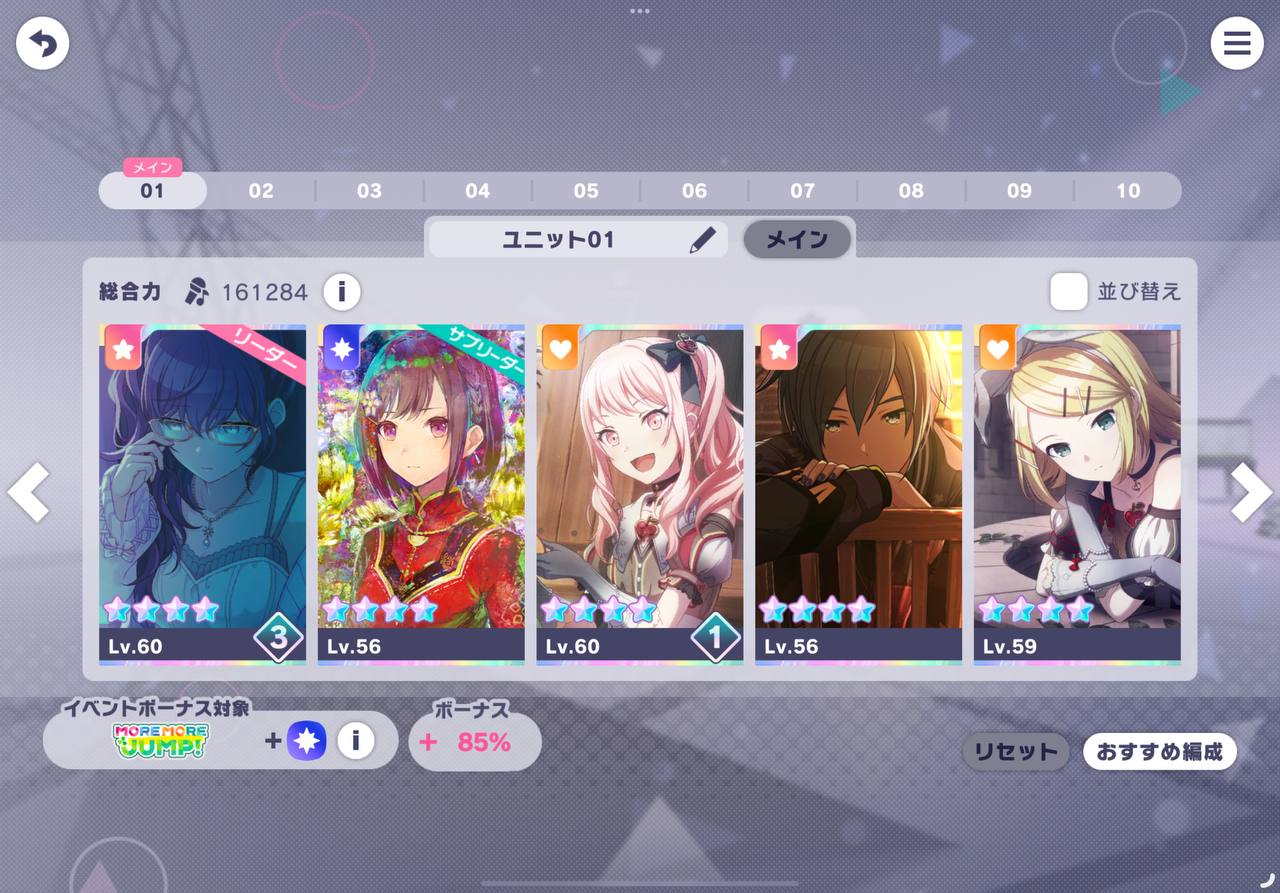 メイン
01 02 03 04 05 06 07 08 09 10
ユニット01
メイン
総合力 161284 i
並び替え
リーダー
サブリーダー
Lv.60 3
Lv.56
Lv.60 1
Lv.56
Lv.59
イベントボーナス対象
MORE MORE
JUMP!
+ i
ボーナス
+ 85%
リセット
おすすめ編成